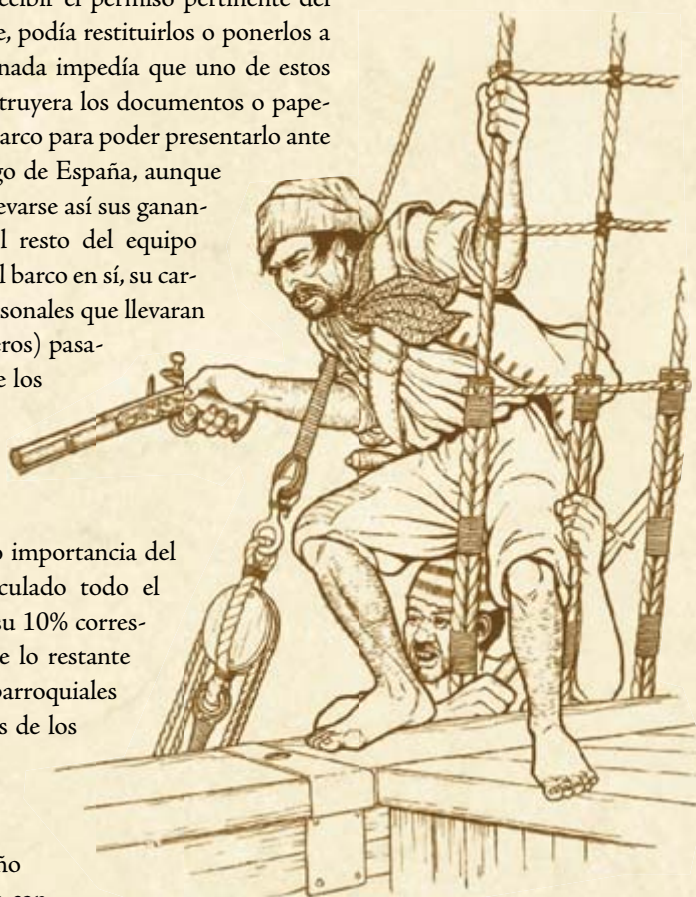 ecibir el permiso pertinente del
e, podía restituirlos o ponerlos a
nada impedía que uno de estos
truyera los documentos o pape-
arco para poder presentarlo ante
go de España, aunque
evarse así sus ganan-
l resto del equipo
l barco en sí, su car-
sonales que llevaran
eros) pasa-
e los
o importancia del
culado todo el
su 10% corres-
e lo restante
parroquiales
s de los
ño